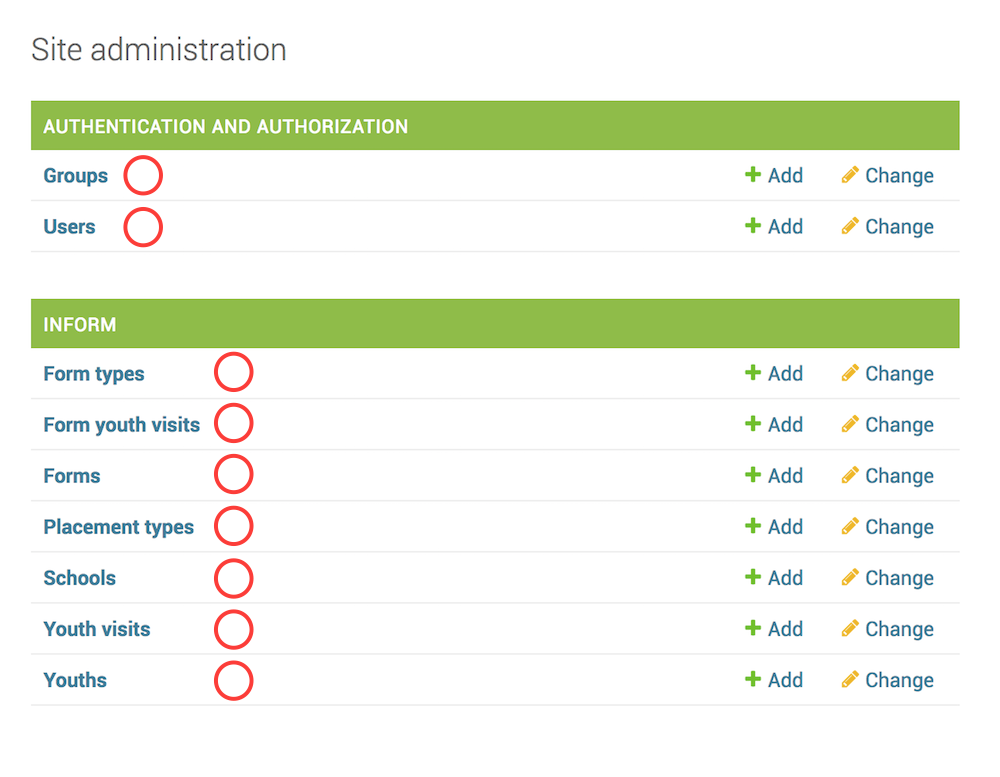 Site administration
AUTHENTICATION AND AUTHORIZATION
Groups Add Change
Users Add Change
INFORM
Form types Add Change
Form youth visits Add Change
Forms Add Change
Placement types Add Change
Schools Add Change
Youth visits Add Change
Youths Add Change